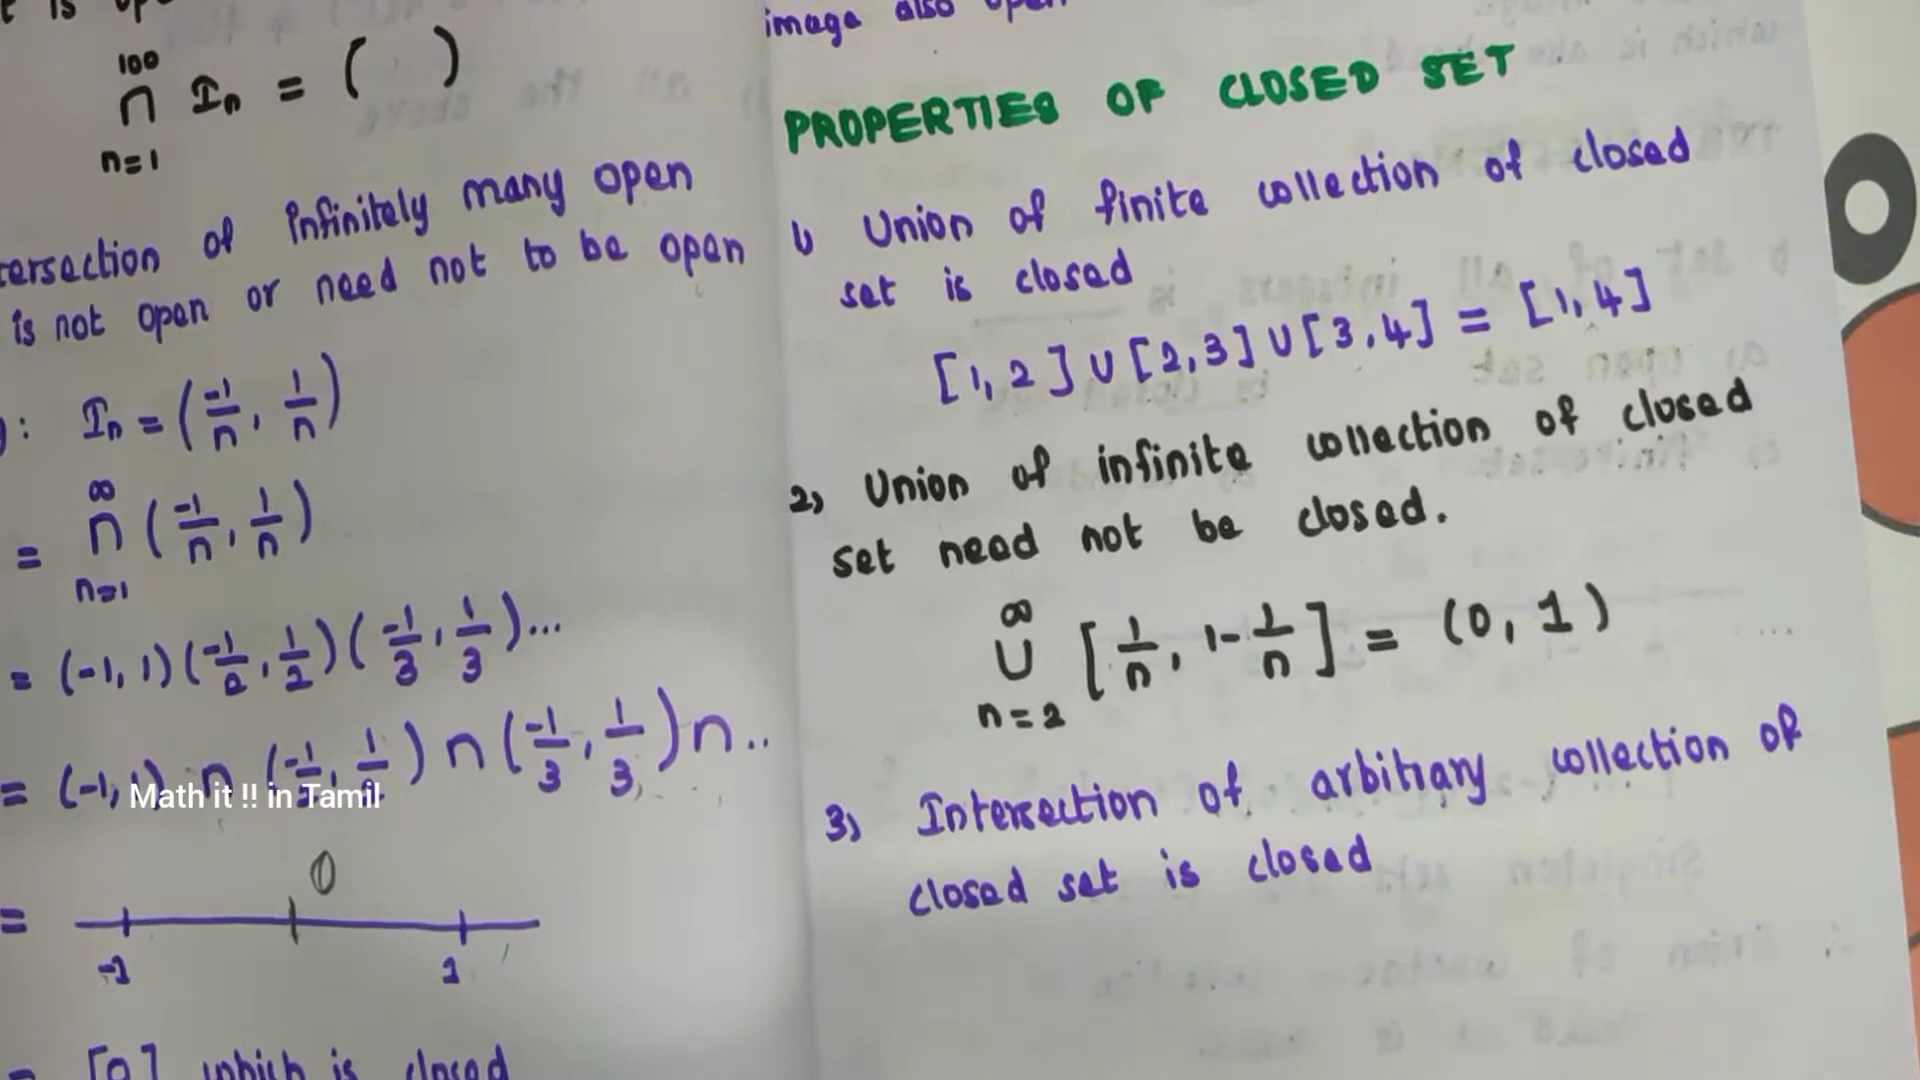 100
∩ In = ( )
n=1
intersection of infinitely many open
is not open or need not to be open
: In = (-1/n, 1/n)
∞
= ∩ (-1/n, 1/n)
n=1
= (-1, 1)(-1/2, 1/2)(-1/3, 1/3)...
= (-1, 1) ∩ (-1/2, 1/2) ∩ (-1/3, 1/3) ∩ ..
Math it !! in Tamil
0
=
-1 1
= [0] which is closed
image also open
PROPERTIES OF CLOSED SET
1) Union of finite collection of closed
set is closed
[1, 2] ∪ [2, 3] ∪ [3, 4] = [1, 4]
2) Union of infinite collection of closed
set need not be closed.
∞
∪ [1/n, 1-1/n] = (0, 1)
n=2
3) Intersection of arbitrary collection of
closed set is closed